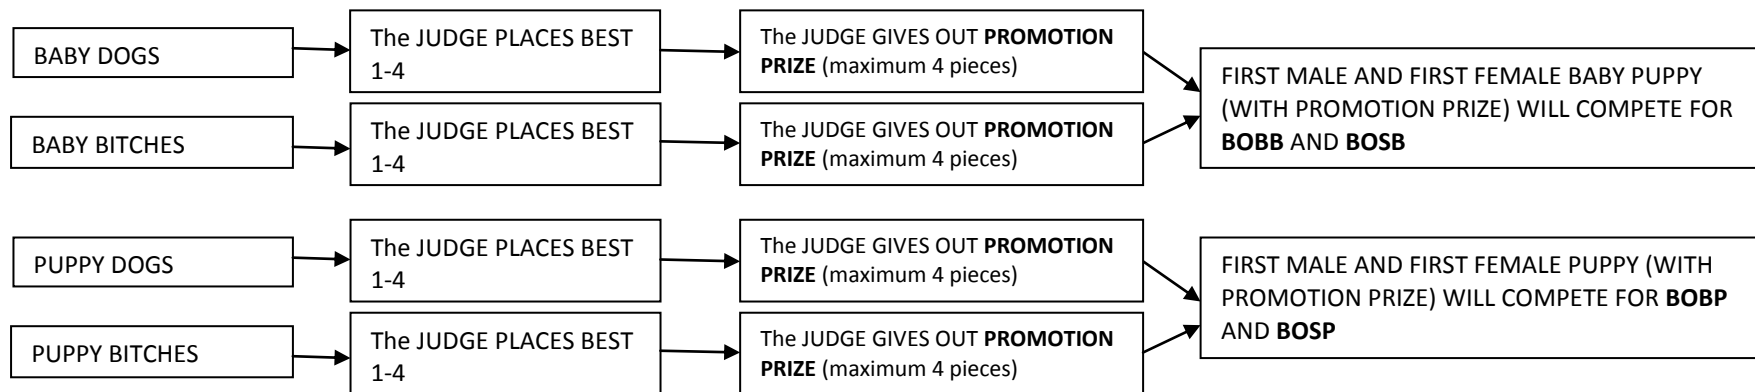 BABY DOGS
The JUDGE PLACES BEST
1-4
The JUDGE GIVES OUT PROMOTION
PRIZE (maximum 4 pieces)
BABY BITCHES
The JUDGE PLACES BEST
1-4
The JUDGE GIVES OUT PROMOTION
PRIZE (maximum 4 pieces)
FIRST MALE AND FIRST FEMALE BABY PUPPY
(WITH PROMOTION PRIZE) WILL COMPETE FOR
BOBB AND BOSB
PUPPY DOGS
The JUDGE PLACES BEST
1-4
The JUDGE GIVES OUT PROMOTION
PRIZE (maximum 4 pieces)
PUPPY BITCHES
The JUDGE PLACES BEST
1-4
The JUDGE GIVES OUT PROMOTION
PRIZE (maximum 4 pieces)
FIRST MALE AND FIRST FEMALE PUPPY (WITH
PROMOTION PRIZE) WILL COMPETE FOR BOBP
AND BOSP